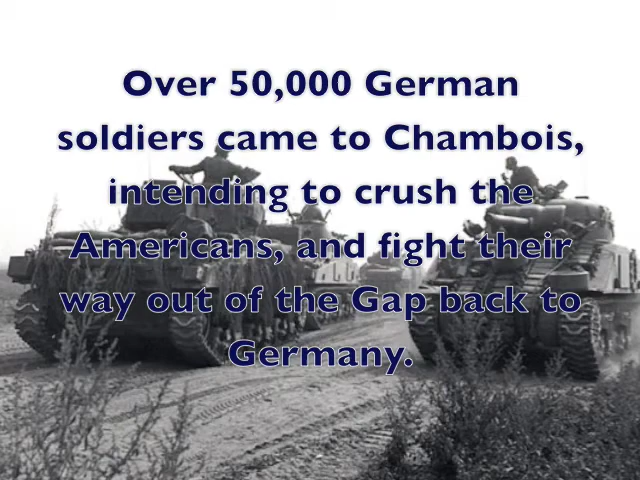 Over 50,000 German
soldiers came to Chambois,
intending to crush the
Americans, and fight their
way out of the Gap back to
Germany.